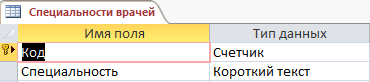 Специальности врачей
Имя поля Тип данных
Код Счетчик
Специальность Короткий текст